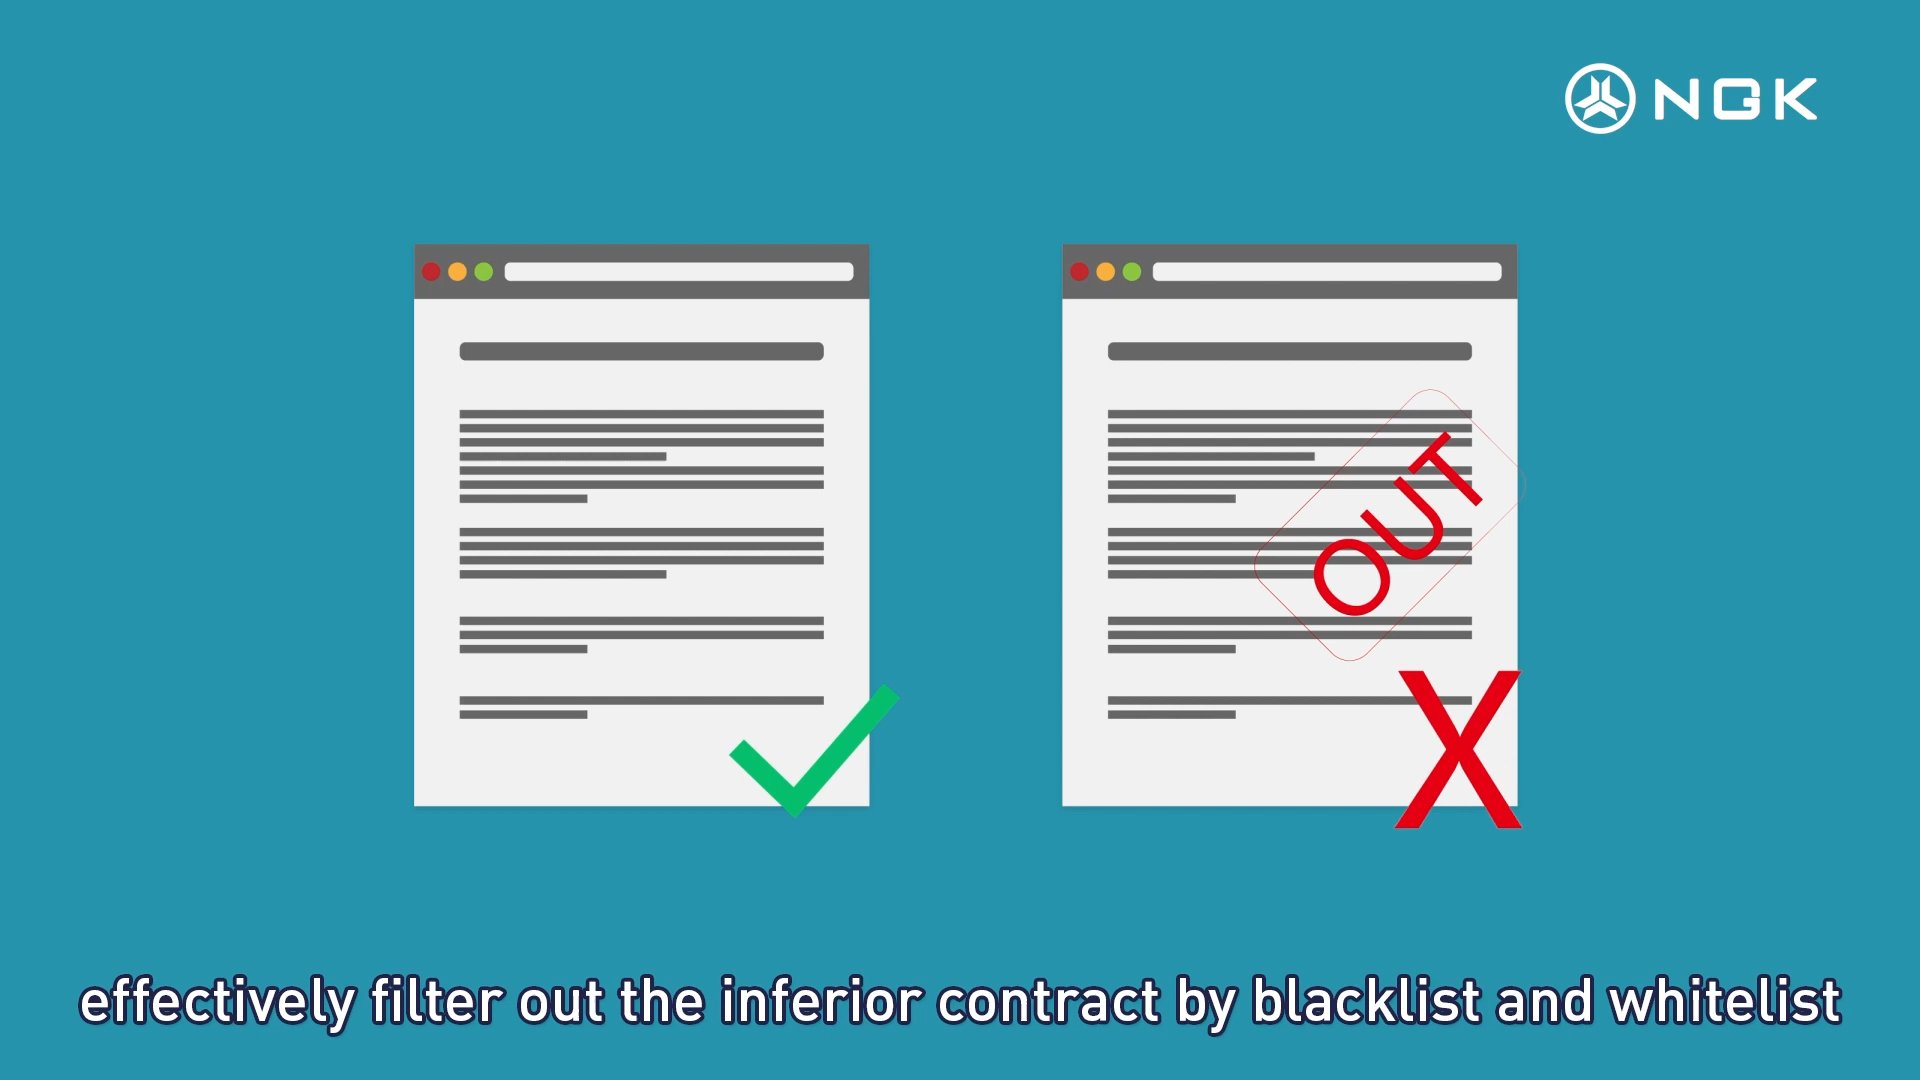 NGK
OUT
X
effectively filter out the inferior contract by blacklist and whitelist